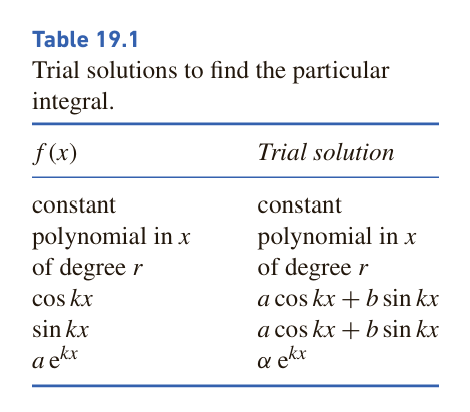 Table 19.1
Trial solutions to find the particular
integral.
f (x) Trial solution
constant constant
polynomial in x polynomial in x
of degree r of degree r
cos kx a cos kx + b sin kx
sin kx a cos kx + b sin kx
a e^{kx} α e^{kx}